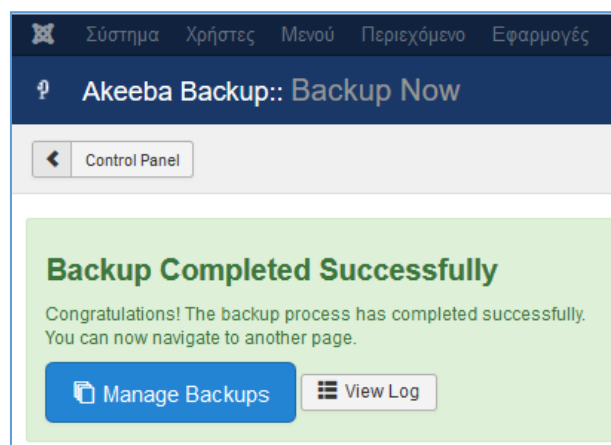 Σύστημα Χρήστες Μενού Περιεχόμενο Εφαρμογές
Akeeba Backup:: Backup Now
Control Panel
Backup Completed Successfully
Congratulations! The backup process has completed successfully.
You can now navigate to another page.
Manage Backups View Log